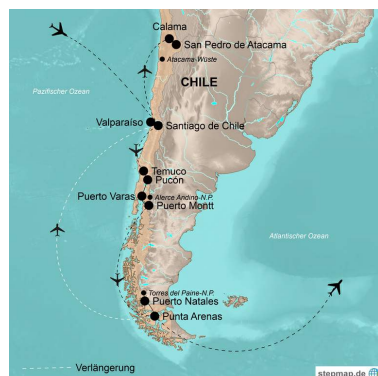 Calama
San Pedro de Atacama
Atacama-Wüste
CHILE
Pazifischer Ozean
Valparaíso
Santiago de Chile
Temuco
Pucón
Puerto Varas
Alerce Andino-N.P.
Puerto Montt
Atlantischer Ozean
Torres del Paine-N.P.
Puerto Natales
Punta Arenas
Verlängerung
stepmap.de